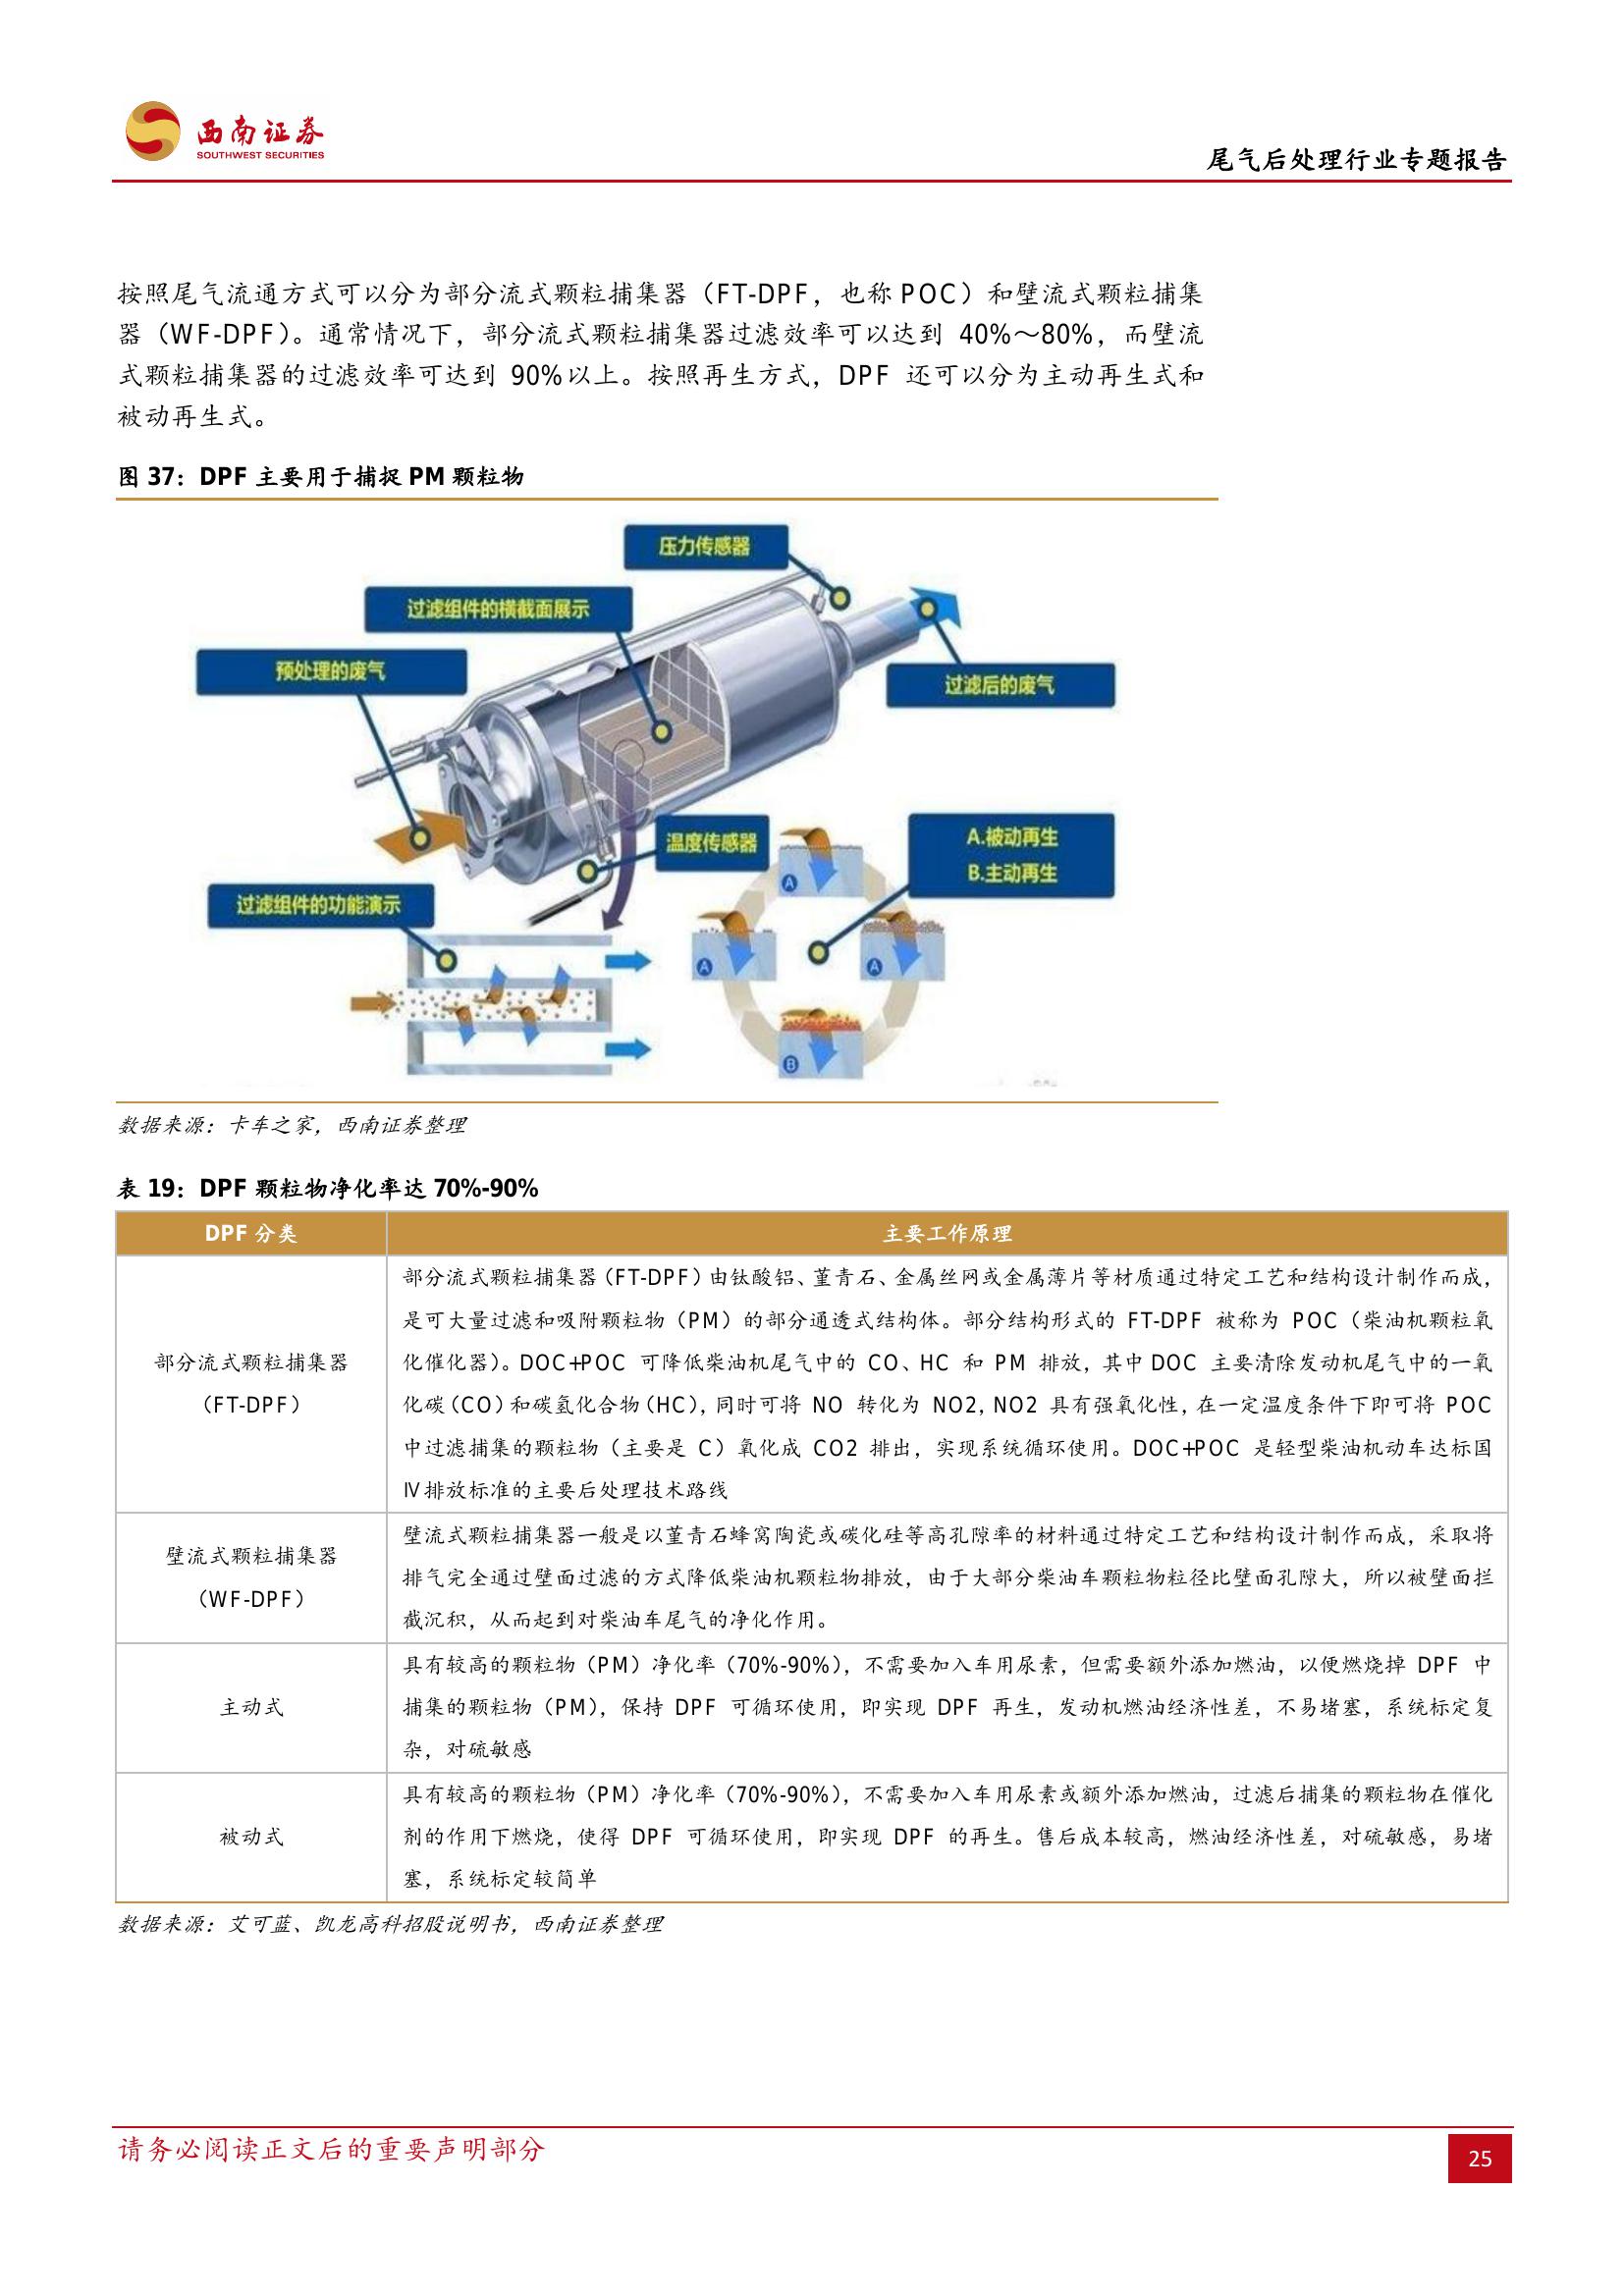 西南证券
SOUTHWEST SECURITIES
尾气后处理行业专题报告
按照尾气流通方式可以分为部分流式颗粒捕集器（FT-DPF，也称 POC）和壁流式颗粒捕集
器（WF-DPF）。通常情况下，部分流式颗粒捕集器过滤效率可以达到 40%～80%，而壁流
式颗粒捕集器的过滤效率可达到 90%以上。按照再生方式，DPF 还可以分为主动再生式和
被动再生式。
图 37：DPF 主要用于捕捉 PM 颗粒物
压力传感器
过滤组件的横截面展示
预处理的废气
过滤后的废气
温度传感器
A.被动再生
B.主动再生
过滤组件的功能演示
A
A
A
B
数据来源：卡车之家，西南证券整理
表 19：DPF 颗粒物净化率达 70%-90%
DPF 分类
主要工作原理
部分流式颗粒捕集器
（FT-DPF）
部分流式颗粒捕集器（FT-DPF）由钛酸铝、堇青石、金属丝网或金属薄片等材质通过特定工艺和结构设计制作而成，
是可大量过滤和吸附颗粒物（PM）的部分通透式结构体。部分结构形式的 FT-DPF 被称为 POC（柴油机颗粒氧
化催化器）。DOC+POC 可降低柴油机尾气中的 CO、HC 和 PM 排放，其中 DOC 主要清除发动机尾气中的一氧
化碳（CO）和碳氢化合物（HC），同时可将 NO 转化为 NO2，NO2 具有强氧化性，在一定温度条件下即可将 POC
中过滤捕集的颗粒物（主要是 C）氧化成 CO2 排出，实现系统循环使用。DOC+POC 是轻型柴油机动车达标国
Ⅳ排放标准的主要后处理技术路线
壁流式颗粒捕集器
（WF-DPF）
壁流式颗粒捕集器一般是以堇青石蜂窝陶瓷或碳化硅等高孔隙率的材料通过特定工艺和结构设计制作而成，采取将
排气完全通过壁面过滤的方式降低柴油机颗粒物排放，由于大部分柴油车颗粒物粒径比壁面孔隙大，所以被壁面拦
截沉积，从而起到对柴油车尾气的净化作用。
主动式
具有较高的颗粒物（PM）净化率（70%-90%），不需要加入车用尿素，但需要额外添加燃油，以便燃烧掉 DPF 中
捕集的颗粒物（PM），保持 DPF 可循环使用，即实现 DPF 再生，发动机燃油经济性差，不易堵塞，系统标定复
杂，对硫敏感
被动式
具有较高的颗粒物（PM）净化率（70%-90%），不需要加入车用尿素或额外添加燃油，过滤后捕集的颗粒物在催化
剂的作用下燃烧，使得 DPF 可循环使用，即实现 DPF 的再生。售后成本较高，燃油经济性差，对硫敏感，易堵
塞，系统标定较简单
数据来源：艾可蓝、凯龙高科招股说明书，西南证券整理
请务必阅读正文后的重要声明部分
25